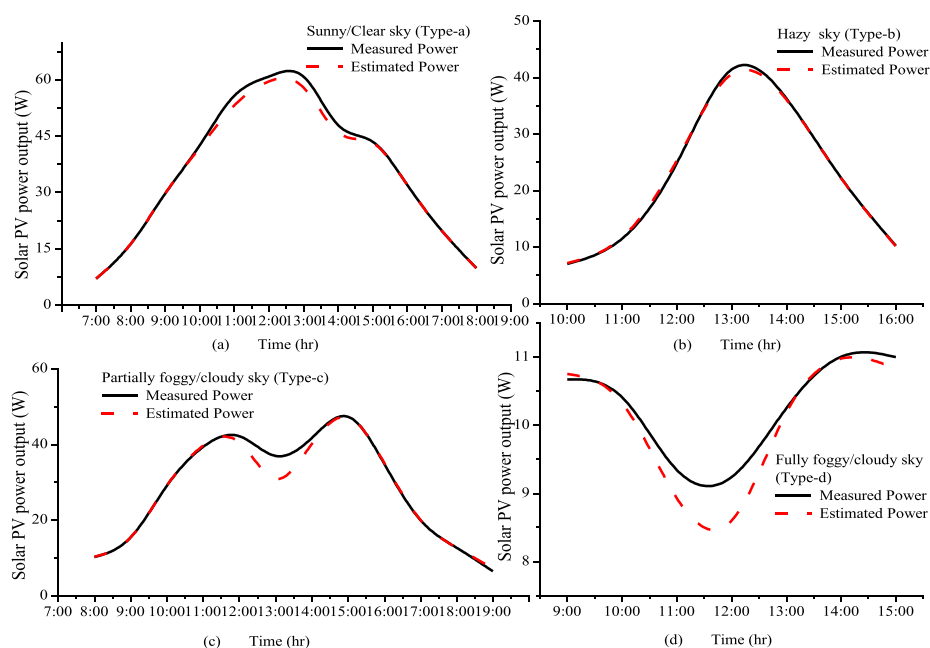 Sunny/Clear sky (Type-a)
Measured Power
Estimated Power
Solar PV power output (W)
60
45
30
15
0
7:00 8:00 9:00 10:00 11:00 12:00 13:00 14:00 15:00 16:00 17:00 18:00 19:00
(a) Time (hr)
Hazy sky (Type-b)
Measured Power
Estimated Power
Solar PV power output (W)
50
40
30
20
10
0
10:00 11:00 12:00 13:00 14:00 15:00 16:00
(b) Time (hr)
Partially foggy/cloudy sky (Type-c)
Measured Power
Estimated Power
Solar PV power output (W)
60
40
20
0
7:00 8:00 9:00 10:00 11:00 12:00 13:00 14:00 15:00 16:00 17:00 18:00 19:00
(c) Time (hr)
Solar PV power output (W)
11
10
9
8
Fully foggy/cloudy sky
(Type-d)
Measured Power
Estimated Power
9:00 10:00 11:00 12:00 13:00 14:00 15:00
(d) Time (hr)